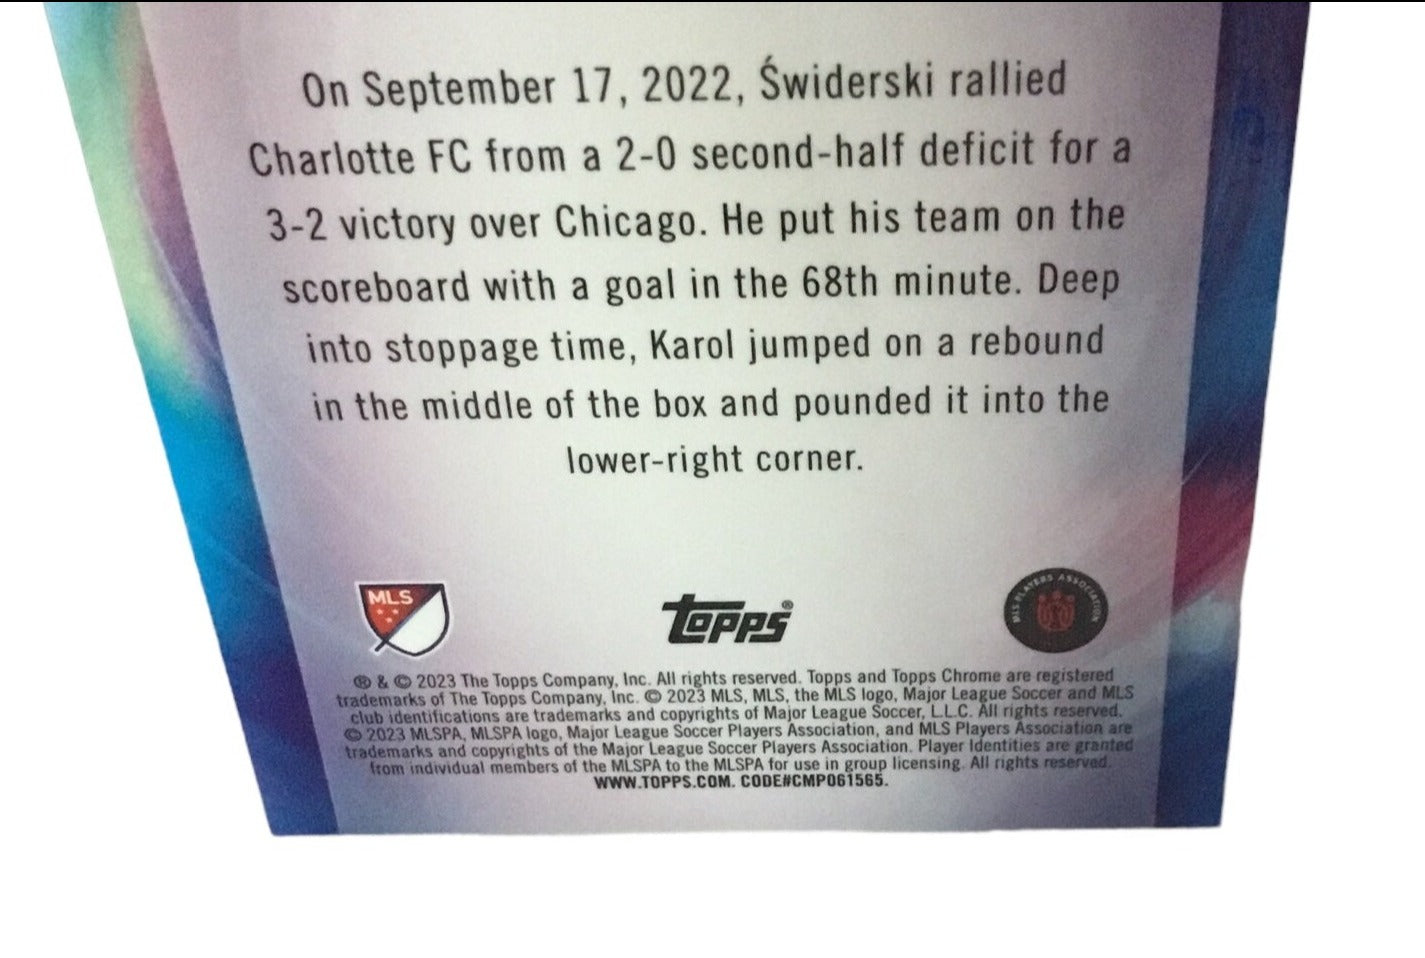 On September 17, 2022, Świderski rallied
Charlotte FC from a 2-0 second-half deficit for a
3-2 victory over Chicago. He put his team on the
scoreboard with a goal in the 68th minute. Deep
into stoppage time, Karol jumped on a rebound
in the middle of the box and pounded it into the
lower-right corner.
MLS
topps®
MLS PLAYERS ASSOCIATION
® & © 2023 The Topps Company, Inc. All rights reserved. Topps and Topps Chrome are registered
trademarks of The Topps Company, Inc. © 2023 MLS, MLS, the MLS logo, Major League Soccer and MLS
club identifications are trademarks and copyrights of Major League Soccer, L.L.C. All rights reserved.
© 2023 MLSPA, MLSPA logo, Major League Soccer Players Association, and MLS Players Association are
trademarks and copyrights of the Major League Soccer Players Association. Player Identities are granted
from individual members of the MLSPA to the MLSPA for use in group licensing. All rights reserved.
WWW.TOPPS.COM. CODE#CMP061565.